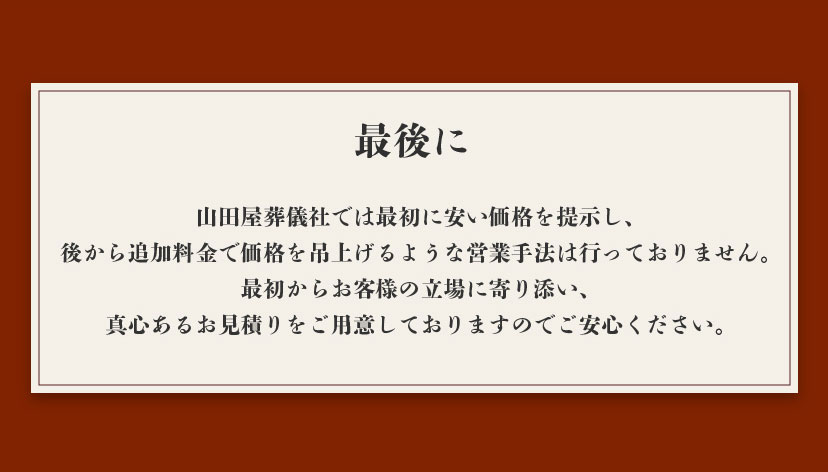 最後に
山田屋葬儀社では最初に安い価格を提示し、
後から追加料金で価格を吊上げるような営業手法は行っておりません。
最初からお客様の立場に寄り添い、
真心あるお見積りをご用意しておりますのでご安心ください。